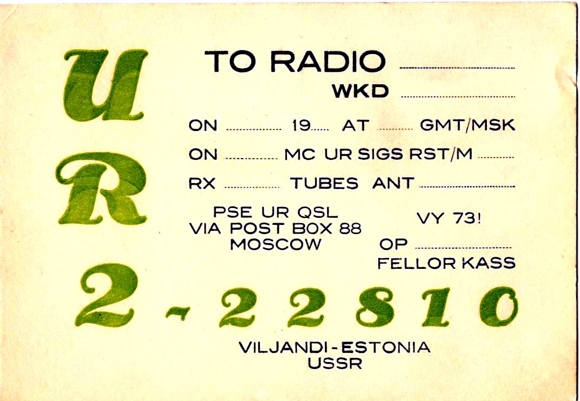 UR2-22810
TO RADIO ....................
WKD ....................
ON .............. 19..... AT ......... GMT/MSK
ON ............. MC UR SIGS RST/M .........
RX .............. TUBES ANT ........................
PSE UR QSL
VIA POST BOX 88
MOSCOW
VY 73!
OP ........................
FELLOR KASS
VILJANDI-ESTONIA
USSR